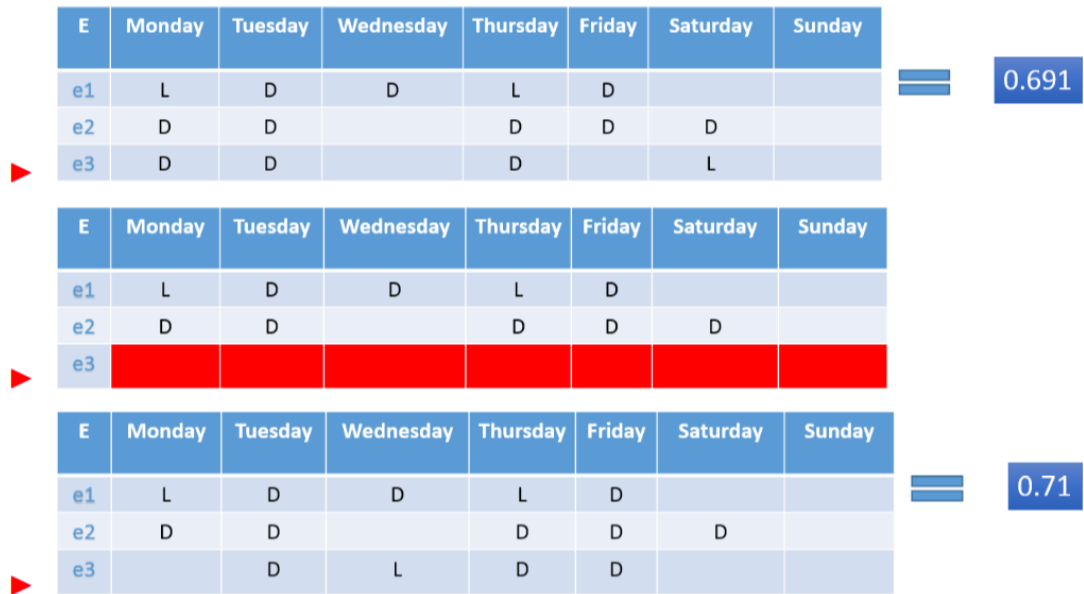 E Monday Tuesday Wednesday Thursday Friday Saturday Sunday
e1 L D D L D
0.691
e2 D D D D D
e3 D D D L
E Monday Tuesday Wednesday Thursday Friday Saturday Sunday
e1 L D D L D
e2 D D D D D
e3
E Monday Tuesday Wednesday Thursday Friday Saturday Sunday
e1 L D D L D
0.71
e2 D D D D D
e3 D L D D